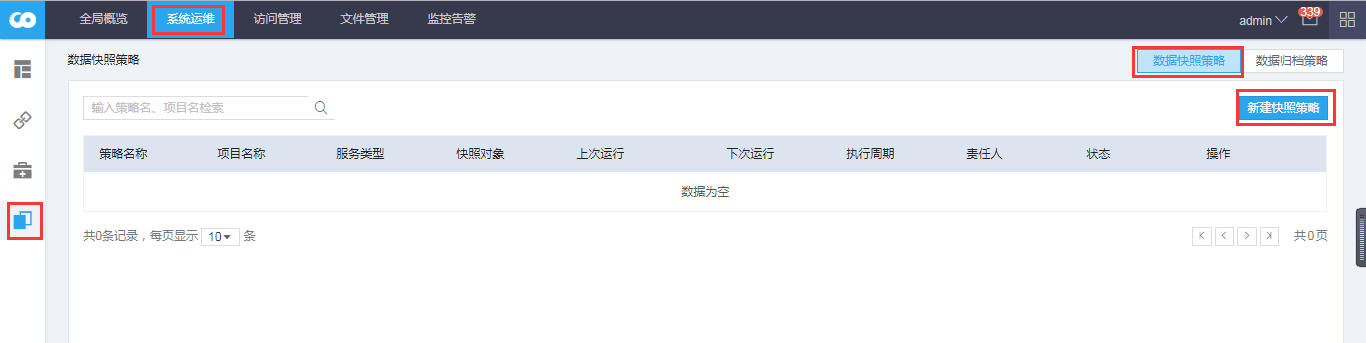 全局概览 系统运维 访问管理 文件管理 监控告警 admin 339
数据快照策略 数据快照策略 数据归档策略
输入策略名、项目名检索 新建快照策略
策略名称 项目名称 服务类型 快照对象 上次运行 下次运行 执行周期 责任人 状态 操作
数据为空
共0条记录，每页显示 10 条 共0页